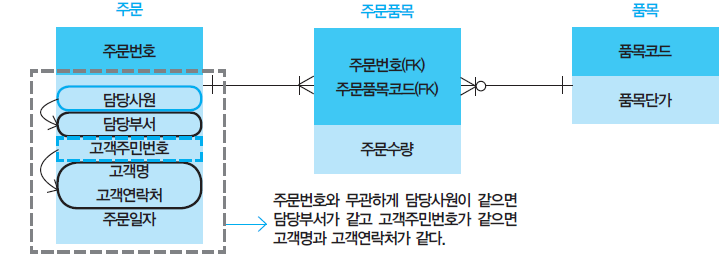 주문
주문번호
담당사원
담당부서
고객주민번호
고객명
고객연락처
주문일자
주문품목
주문번호(FK)
주문품목코드(FK)
주문수량
품목
품목코드
품목단가
주문번호와 무관하게 담당사원이 같으면
담당부서가 같고 고객주민번호가 같으면
고객명과 고객연락처가 같다.